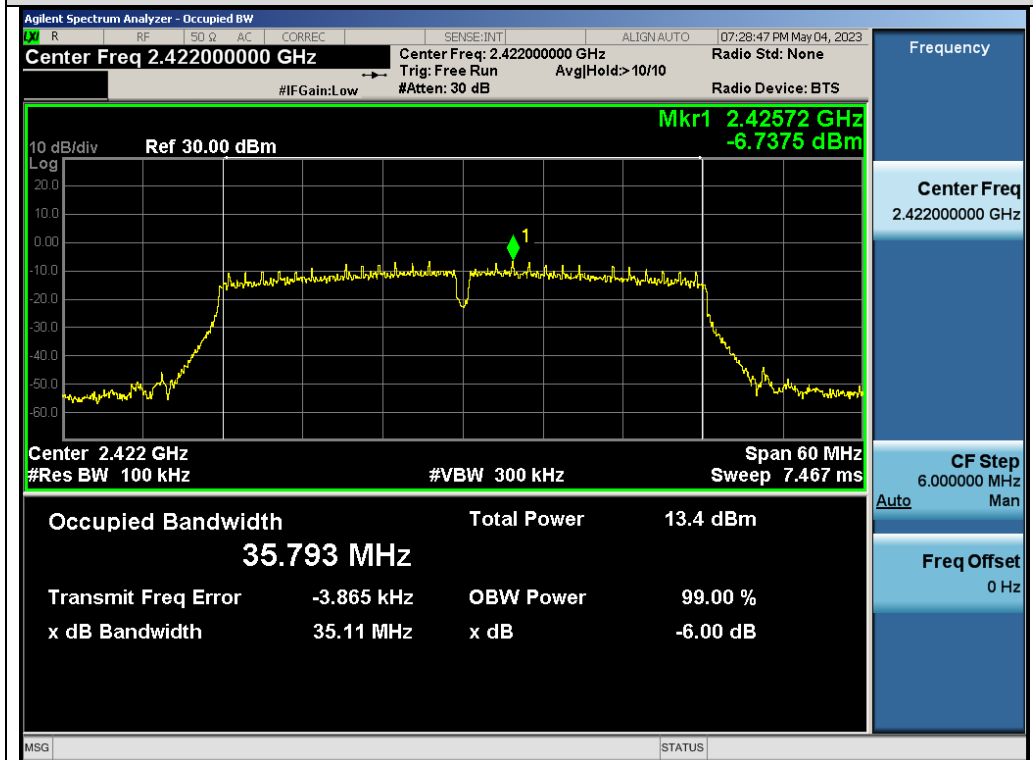 Agilent Spectrum Analyzer - Occupied BW
LXI R RF 50 Ω AC CORREC SENSE:INT ALIGN AUTO 07:28:47 PM May 04, 2023
Center Freq 2.422000000 GHz
Center Freq: 2.422000000 GHz
Radio Std: None
Trig: Free Run Avg|Hold:> 10/10
#IFGain:Low
#Atten: 30 dB
Radio Device: BTS
Frequency
Mkr1 2.42572 GHz
-6.7375 dBm
10 dB/div Ref 30.00 dBm
Log
20.0
10.0
0.00
-10.0
-20.0
-30.0
-40.0
-50.0
-60.0
1
Center 2.422 GHz Span 60 MHz
#Res BW 100 kHz #VBW 300 kHz Sweep 7.467 ms
Occupied Bandwidth Total Power 13.4 dBm
35.793 MHz
Transmit Freq Error -3.865 kHz OBW Power 99.00 %
x dB Bandwidth 35.11 MHz x dB -6.00 dB
Center Freq
2.422000000 GHz
CF Step
6.000000 MHz
Auto Man
Freq Offset
0 Hz
MSG STATUS